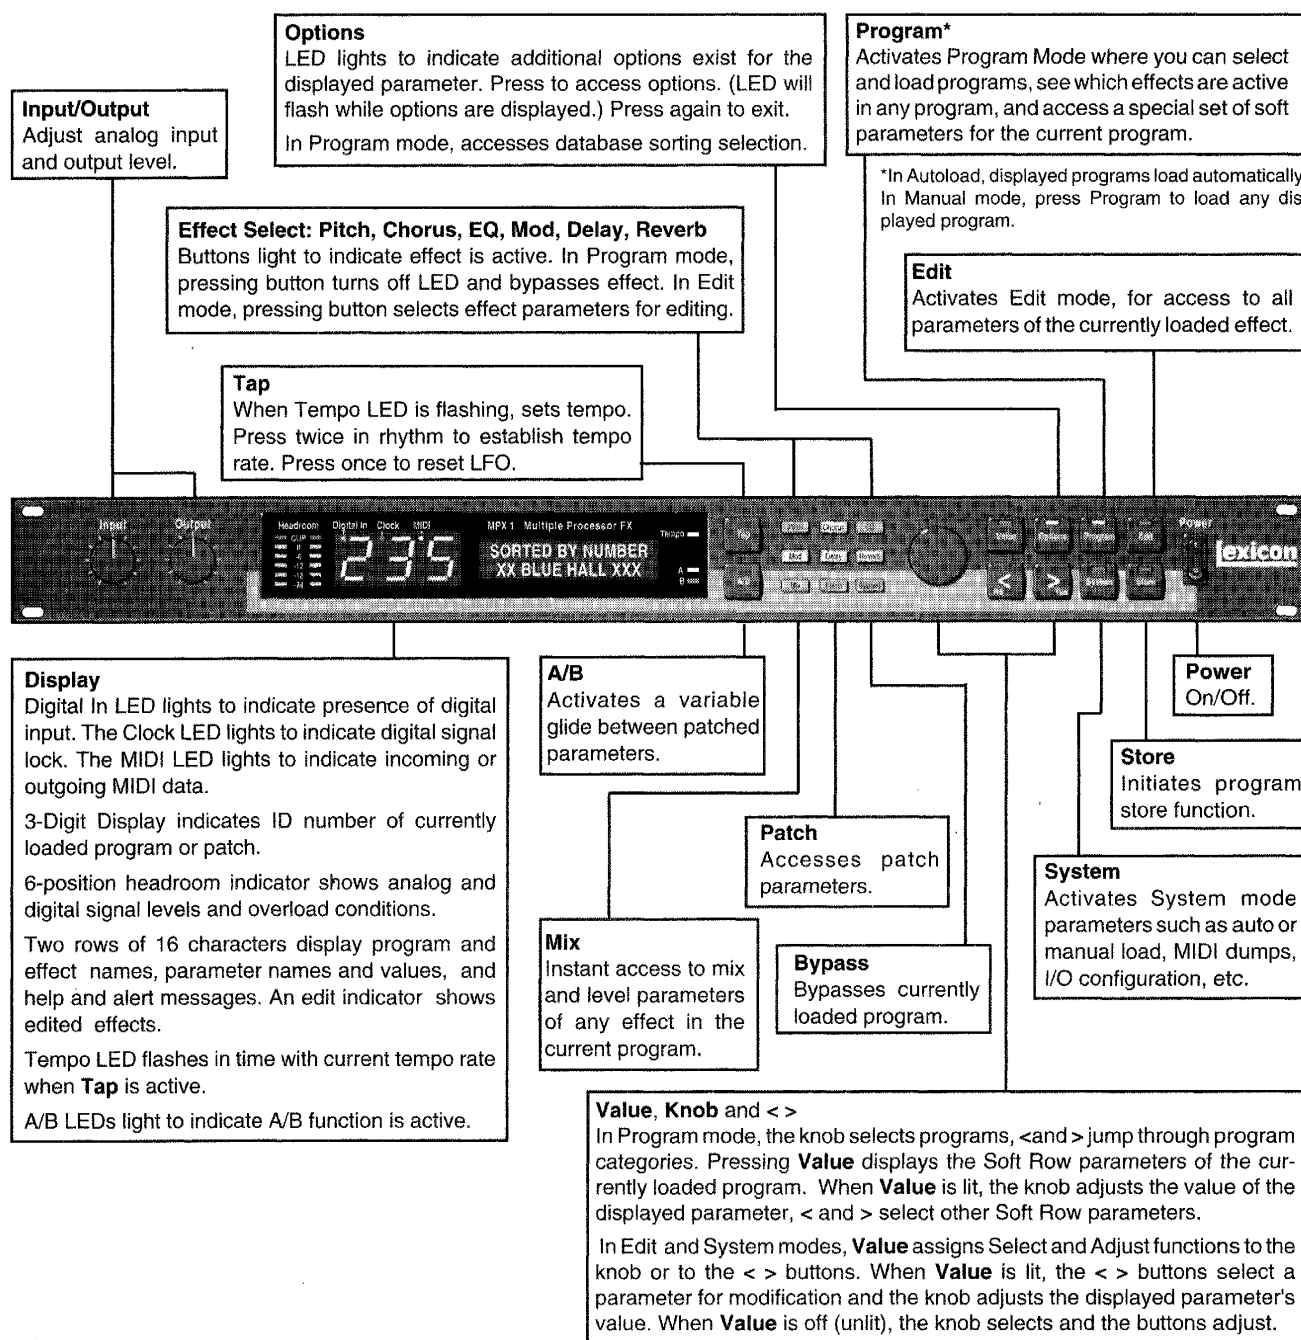 Options
LED lights to indicate additional options exist for the
displayed parameter. Press to access options. (LED will
flash while options are displayed.) Press again to exit.
In Program mode, accesses database sorting selection.
Program*
Activates Program Mode where you can select
and load programs, see which effects are active
in any program, and access a special set of soft
parameters for the current program.
*In Autoload, displayed programs load automatically
In Manual mode, press Program to load any dis
played program.
Input/Output
Adjust analog input
and output level.
Effect Select: Pitch, Chorus, EQ, Mod, Delay, Reverb
Buttons light to indicate effect is active. In Program mode,
pressing button turns off LED and bypasses effect. In Edit
mode, pressing button selects effect parameters for editing.
Edit
Activates Edit mode, for access to all
parameters of the currently loaded effect.
Tap
When Tempo LED is flashing, sets tempo.
Press twice in rhythm to establish tempo
rate. Press once to reset LFO.
Input
Output
Headroom
CLIP
0
-6
-12
-18
-24
Digital In Clock MIDI
235
MPX 1 Multiple Processor FX
SORTED BY NUMBER
XX BLUE HALL XXX
Tempo
A
B
Tap
A/B
Chorus
Mod Delay Reverb
Value Options Program Edit
< > System Store
Power
lexicon
Display
Digital In LED lights to indicate presence of digital
input. The Clock LED lights to indicate digital signal
lock. The MIDI LED lights to indicate incoming or
outgoing MIDI data.
3-Digit Display indicates ID number of currently
loaded program or patch.
6-position headroom indicator shows analog and
digital signal levels and overload conditions.
Two rows of 16 characters display program and
effect names, parameter names and values, and
help and alert messages. An edit indicator shows
edited effects.
Tempo LED flashes in time with current tempo rate
when Tap is active.
A/B LEDs light to indicate A/B function is active.
A/B
Activates a variable
glide between patched
parameters.
Power
On/Off.
Store
Initiates program
store function.
Patch
Accesses patch
parameters.
System
Activates System mode
parameters such as auto or
manual load, MIDI dumps,
I/O configuration, etc.
Mix
Instant access to mix
and level parameters
of any effect in the
current program.
Bypass
Bypasses currently
loaded program.
Value, Knob and < >
In Program mode, the knob selects programs, <and > jump through program
categories. Pressing Value displays the Soft Row parameters of the cur-
rently loaded program. When Value is lit, the knob adjusts the value of the
displayed parameter, < and > select other Soft Row parameters.
In Edit and System modes, Value assigns Select and Adjust functions to the
knob or to the < > buttons. When Value is lit, the < > buttons select a
parameter for modification and the knob adjusts the displayed parameter's
value. When Value is off (unlit), the knob selects and the buttons adjust.